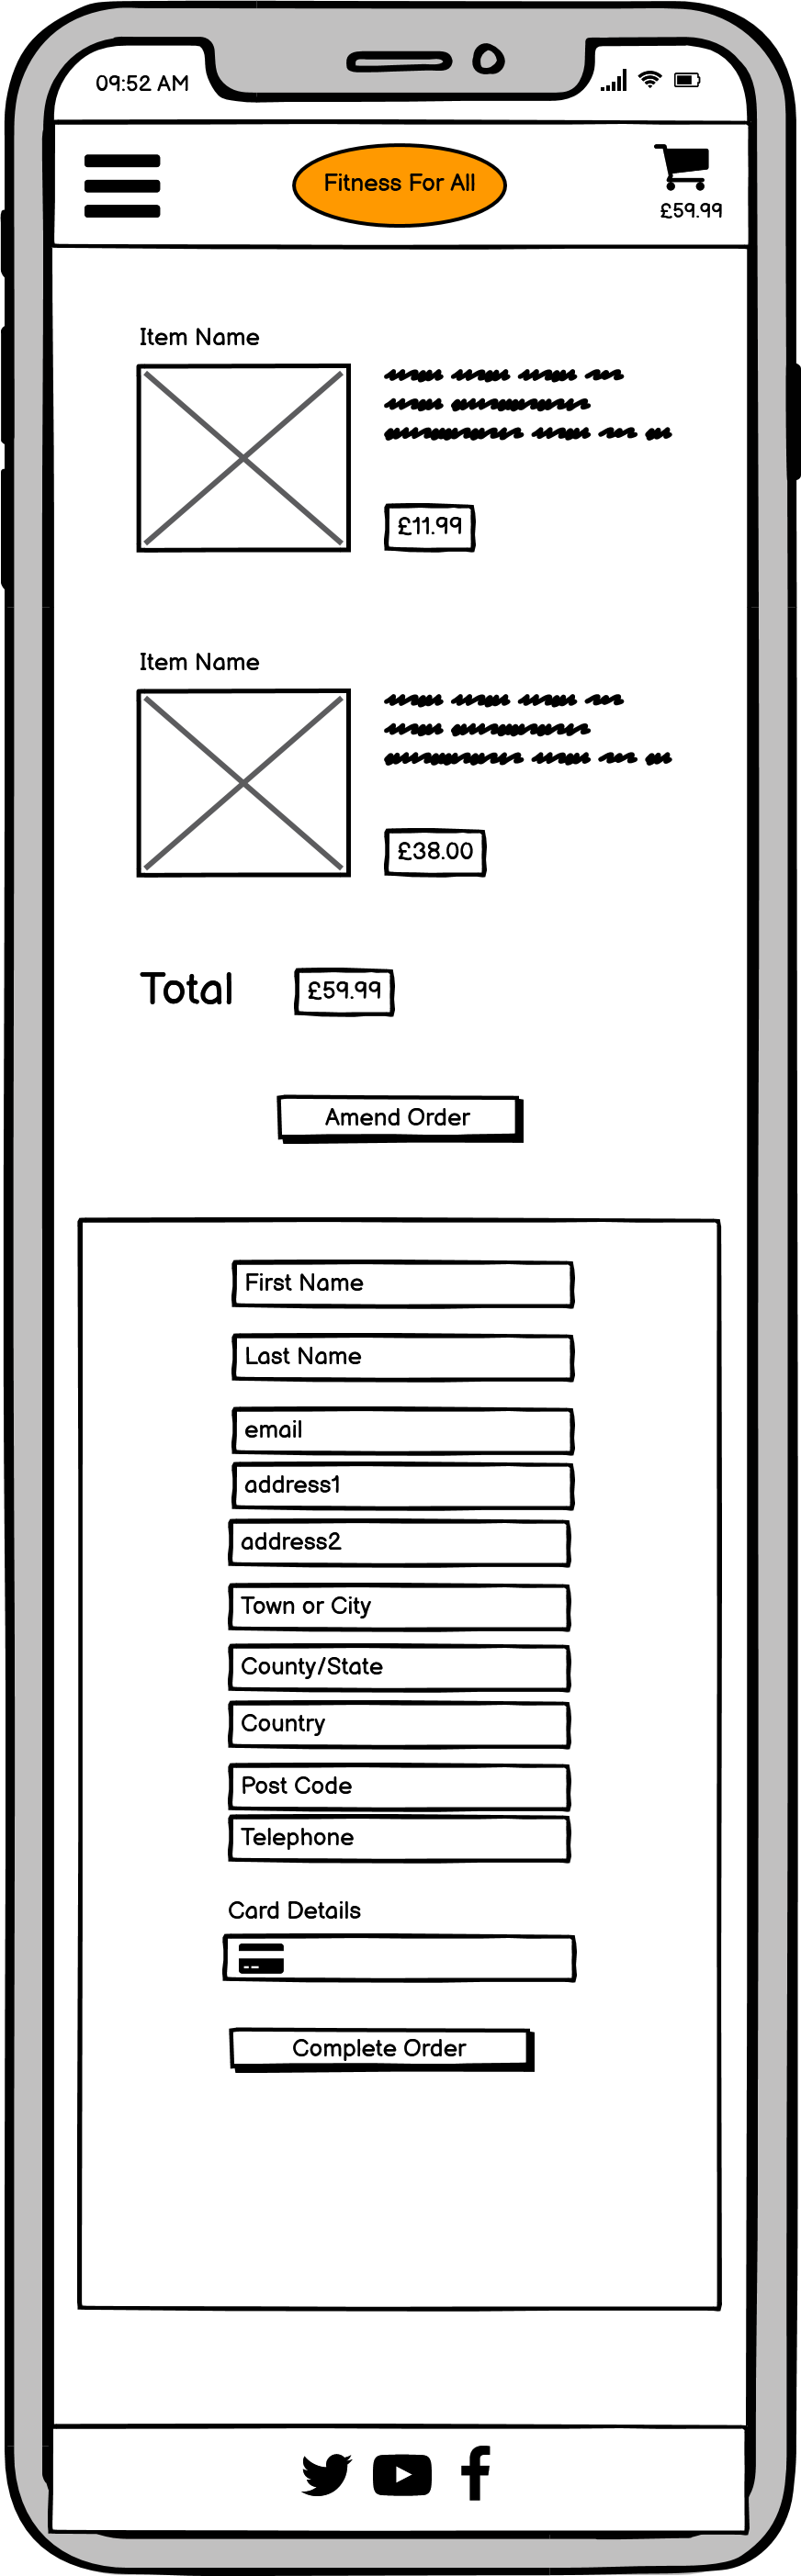 09:52 AM
Fitness For All
£59.99
Item Name
£11.99
Item Name
£38.00
Total £59.99
Amend Order
First Name
Last Name
email
address1
address2
Town or City
County/State
Country
Post Code
Telephone
Card Details
Complete Order